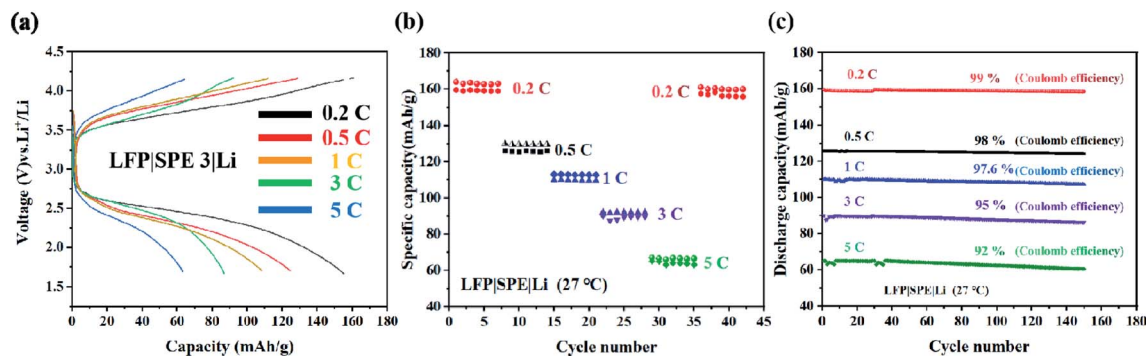 (a)
4.5
4.0
3.5
3.0
2.5
2.0
1.5
Voltage (V)vs.Li⁺/Li
LFP|SPE 3|Li
0.2 C
0.5 C
1 C
3 C
5 C
0 20 40 60 80 100 120 140 160 180
Capacity (mAh/g)
(b)
180
160
140
120
100
80
60
40
Specific capacity(mAh/g)
0.2 C
0.2 C
0.5 C
1 C
3 C
5 C
LFP|SPE|Li (27 °C)
0 10 20 30 40
Cycle number
(c)
180
160
140
120
100
80
60
40
Discharge capacity(mAh/g)
0.2 C 99 % (Coulomb efficiency)
0.5 C 98 % (Coulomb efficiency)
1 C 97.6 % (Coulomb efficiency)
3 C 95 % (Coulomb efficiency)
5 C 92 % (Coulomb efficiency)
LFP|SPE|Li (27 °C)
0 20 40 60 80 100 120 140 160 180
Cycle number